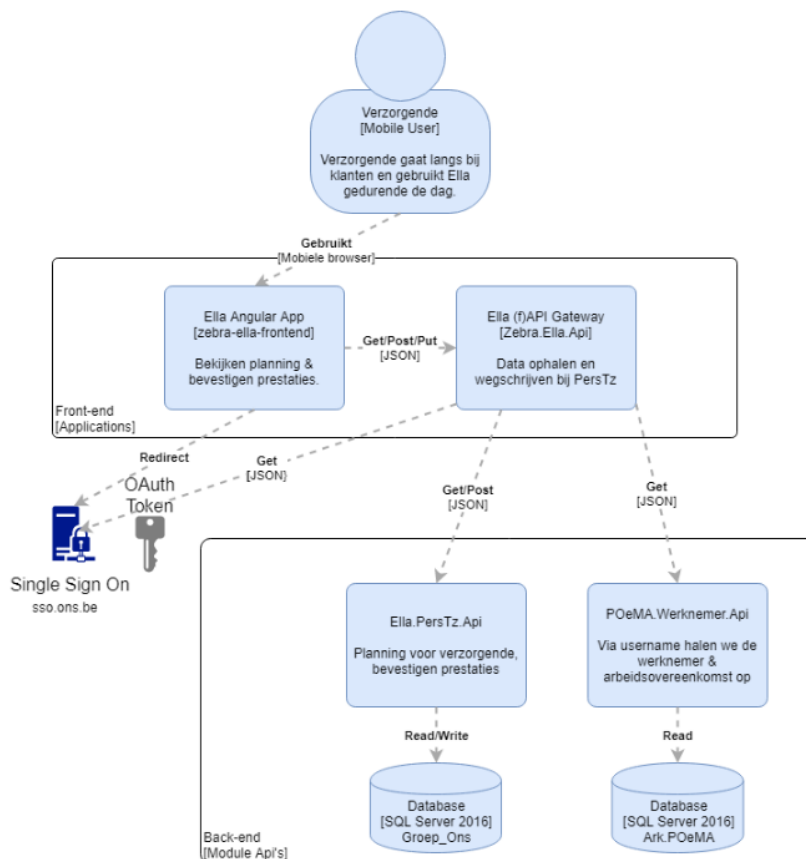 Verzorgende
[Mobile User]
Verzorgende gaat langs bij
klanten en gebruikt Ella
gedurende de dag.
Gebruikt
[Mobiele browser]
Ella Angular App
[zebra-ella-frontend]
Bekijken planning &
bevestigen prestaties.
Get/Post/Put
[JSON]
Ella (f)API Gateway
[Zebra.Ella.Api]
Data ophalen en
wegschrijven bij PersTz
Front-end
[Applications]
Redirect
Get
[JSON}
OAuth
Token
Get/Post
[JSON]
Get
[JSON]
Single Sign On
sso.ons.be
Ella.PersTz.Api
Planning voor verzorgende,
bevestigen prestaties
POeMA.Werknemer.Api
Via username halen we de
werknemer &
arbeidsovereenkomst op
Read/Write
Read
Database
[SQL Server 2016]
Groep_Ons
Database
[SQL Server 2016]
Ark.POeMA
Back-end
[Module Api's]